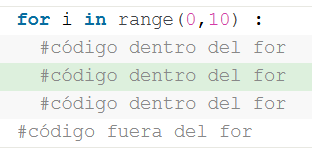 for i in range(0,10) :
#código dentro del for
#código dentro del for
#código dentro del for
#código fuera del for